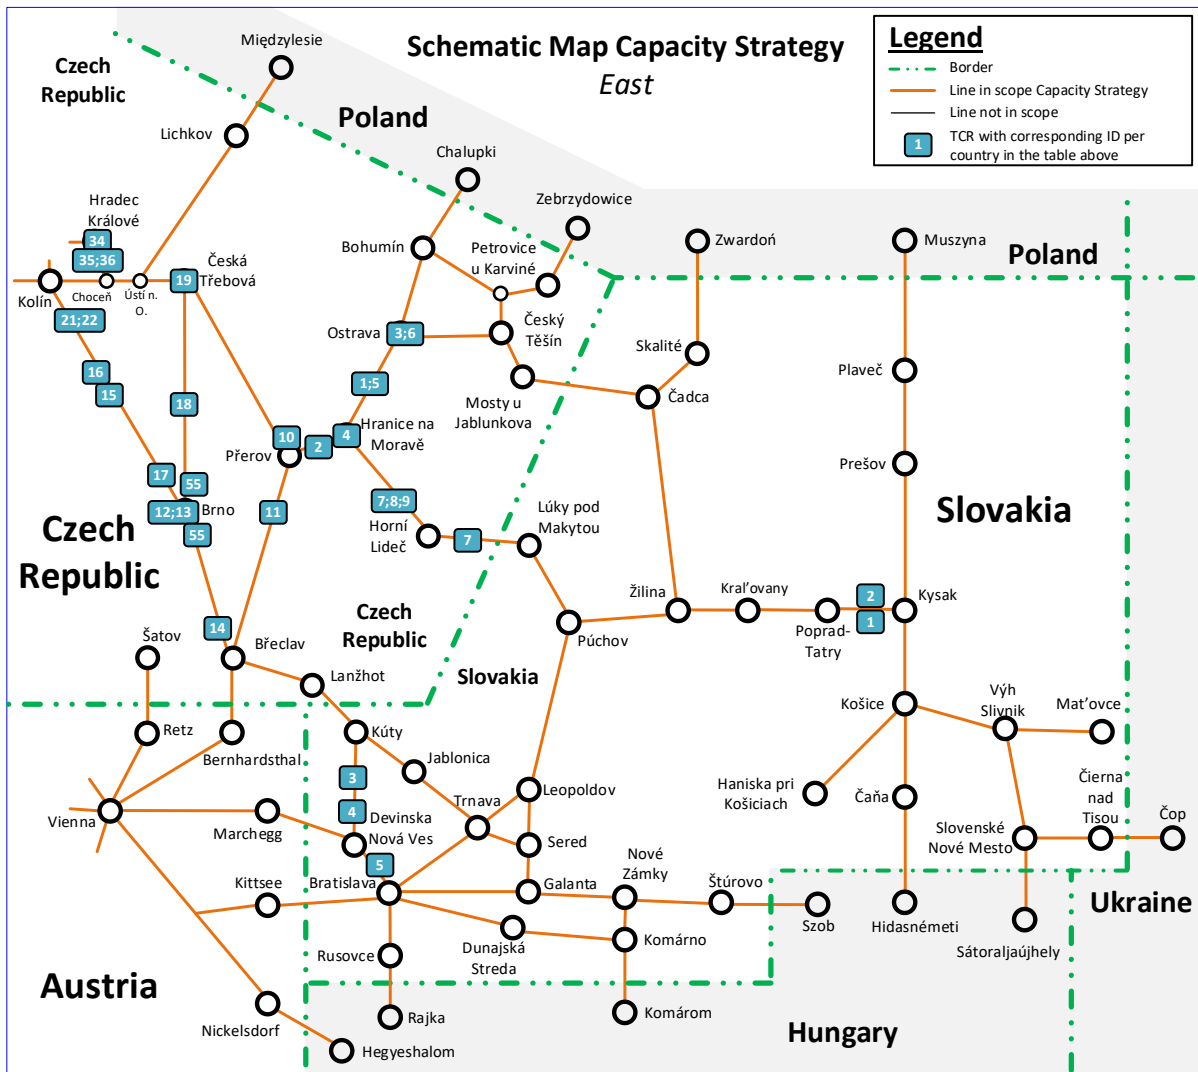 Schematic Map Capacity Strategy
East
Legend
Border
Line in scope Capacity Strategy
Line not in scope
1
TCR with corresponding ID per
country in the table above
Międzylesie
Czech
Republic
Lichkov
Poland
Chalupki
Zebrzydowice
Hradec
Králové
34
35;36
Bohumín
Petrovice
u Karviné
Zwardoń
Muszyna
Poland
Kolín
Choceń
Ústí n.
O.
19
Česká
Třebová
21;22
Ostrava
3;6
Český
Těšín
Skalité
16
15
1;5
Mosty u
Jablunkova
Čadca
Plaveč
18
10
2
4
Hranice na
Moravě
Přerov
Prešov
17
55
12;13
Brno
55
11
7;8;9
Horní
Lideč
7
Lúky pod
Makytou
Slovakia
Czech
Republic
Czech
Republic
Slovakia
14
Šatov
Břeclav
Lanžhot
Púchov
Žilina
Kraľovany
Poprad-
Tatry
2
1
Kysak
Retz
Bernhardsthal
Kúty
Jablonica
Košice
Výh
Slivnik
Maťovce
3
4
Devinska
Nová Ves
Trnava
Leopoldov
Haniska pri
Košiciach
Čaňa
Čierna
nad
Tisou
Čop
Vienna
Marchegg
Sered
Slovenské
Nové Mesto
5
Kittsee
Bratislava
Galanta
Nové
Zámky
Štúrovo
Szob
Hidasnémeti
Sátoraljaújhely
Ukraine
Rusovce
Dunajská
Streda
Komárno
Austria
Nickelsdorf
Rajka
Komárom
Hungary
Hegyeshalom